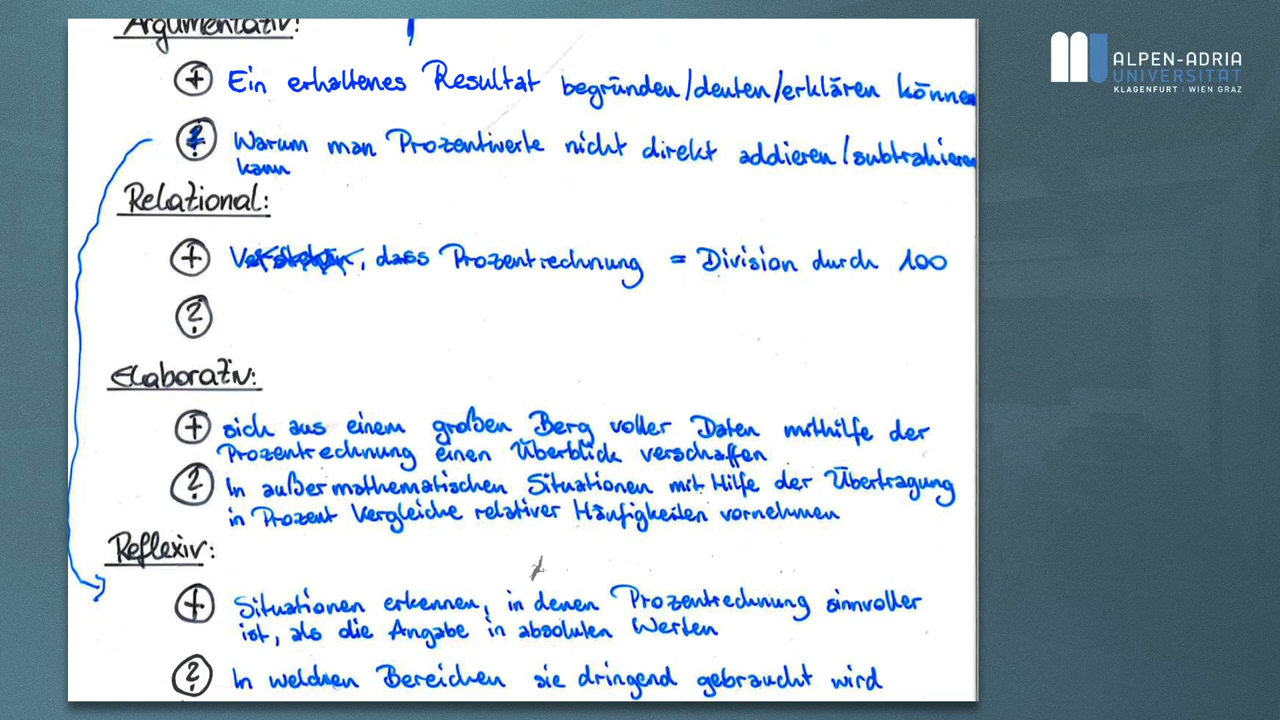 Argumentativ:
+ Ein erhaltenes Resultat begründen/deuten/erklären können
? Warum man Prozentwerte nicht direkt addieren/subtrahieren
kann
Relational:
+ Verstehen, dass Prozentrechnung = Division durch 100
?
Elaborativ:
+ sich aus einem großen Berg voller Daten mithilfe der
Prozentrechnung einen Überblick verschaffen
? In außermathematischen Situationen mit Hilfe der Übertragung
in Prozent Vergleiche relativer Häufigkeiten vornehmen
Reflexiv:
+ Situationen erkennen, in denen Prozentrechnung sinnvoller
ist, als die Angabe in absoluten Werten
? In welchen Bereichen sie dringend gebraucht wird
ALPEN-ADRIA
UNIVERSITÄT
KLAGENFURT | WIEN GRAZ